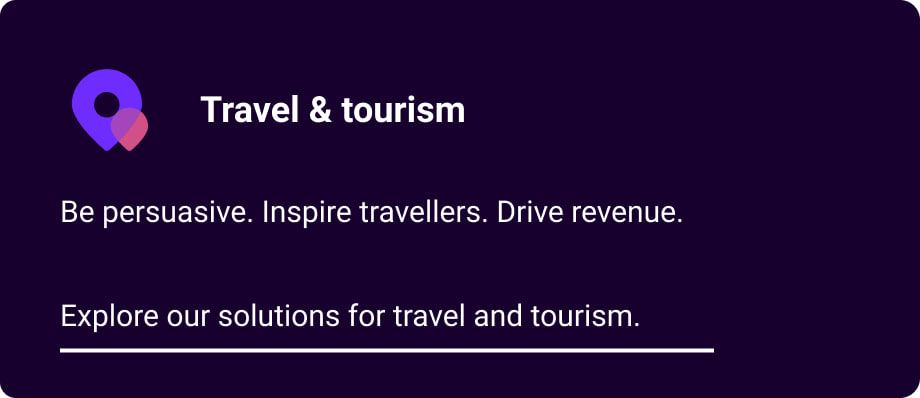 Travel & tourism
Be persuasive. Inspire travellers. Drive revenue.
Explore our solutions for travel and tourism.